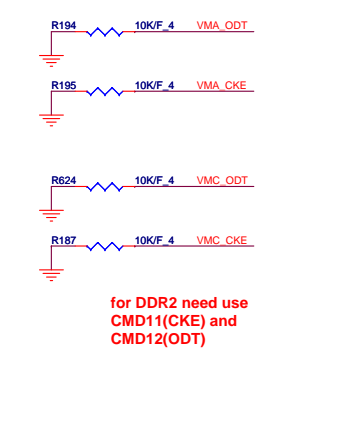 R194 10K/F_4 VMA_ODT
R195 10K/F_4 VMA_CKE
R624 10K/F_4 VMC_ODT
R187 10K/F_4 VMC_CKE
for DDR2 need use
CMD11(CKE) and
CMD12(ODT)